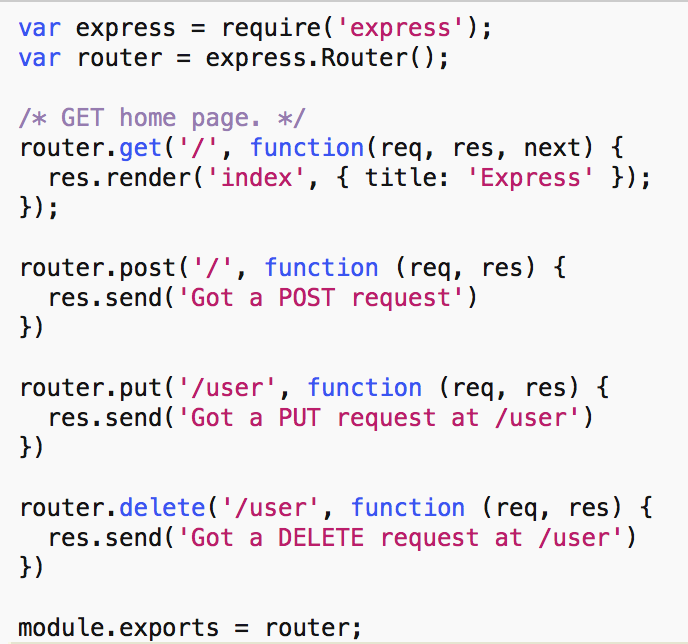 var express = require('express');
var router = express.Router();
/* GET home page. */
router.get('/', function(req, res, next) {
  res.render('index', { title: 'Express' });
});
router.post('/', function (req, res) {
  res.send('Got a POST request')
})
router.put('/user', function (req, res) {
  res.send('Got a PUT request at /user')
})
router.delete('/user', function (req, res) {
  res.send('Got a DELETE request at /user')
})
module.exports = router;